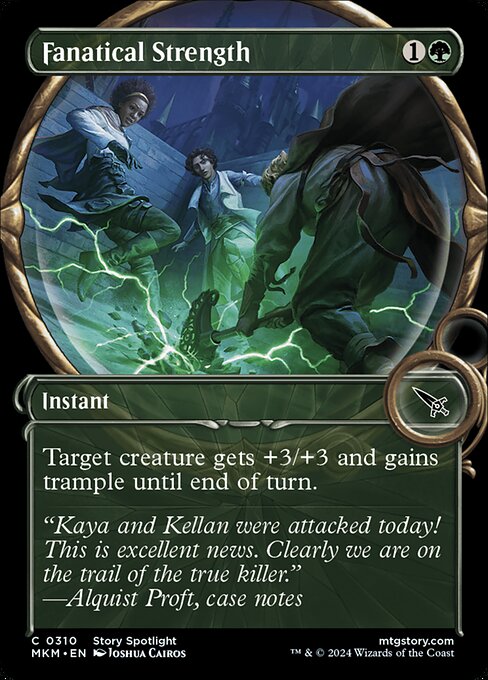 Fanatical Strength 1
Instant
Target creature gets +3/+3 and gains
trample until end of turn.
“Kaya and Kellan were attacked today!
This is excellent news. Clearly we are on
the trail of the true killer.”
—Alquist Proft, case notes
C 0310 Story Spotlight mtgstory.com
MKM • EN Joshua Cairos ™ & © 2024 Wizards of the Coast